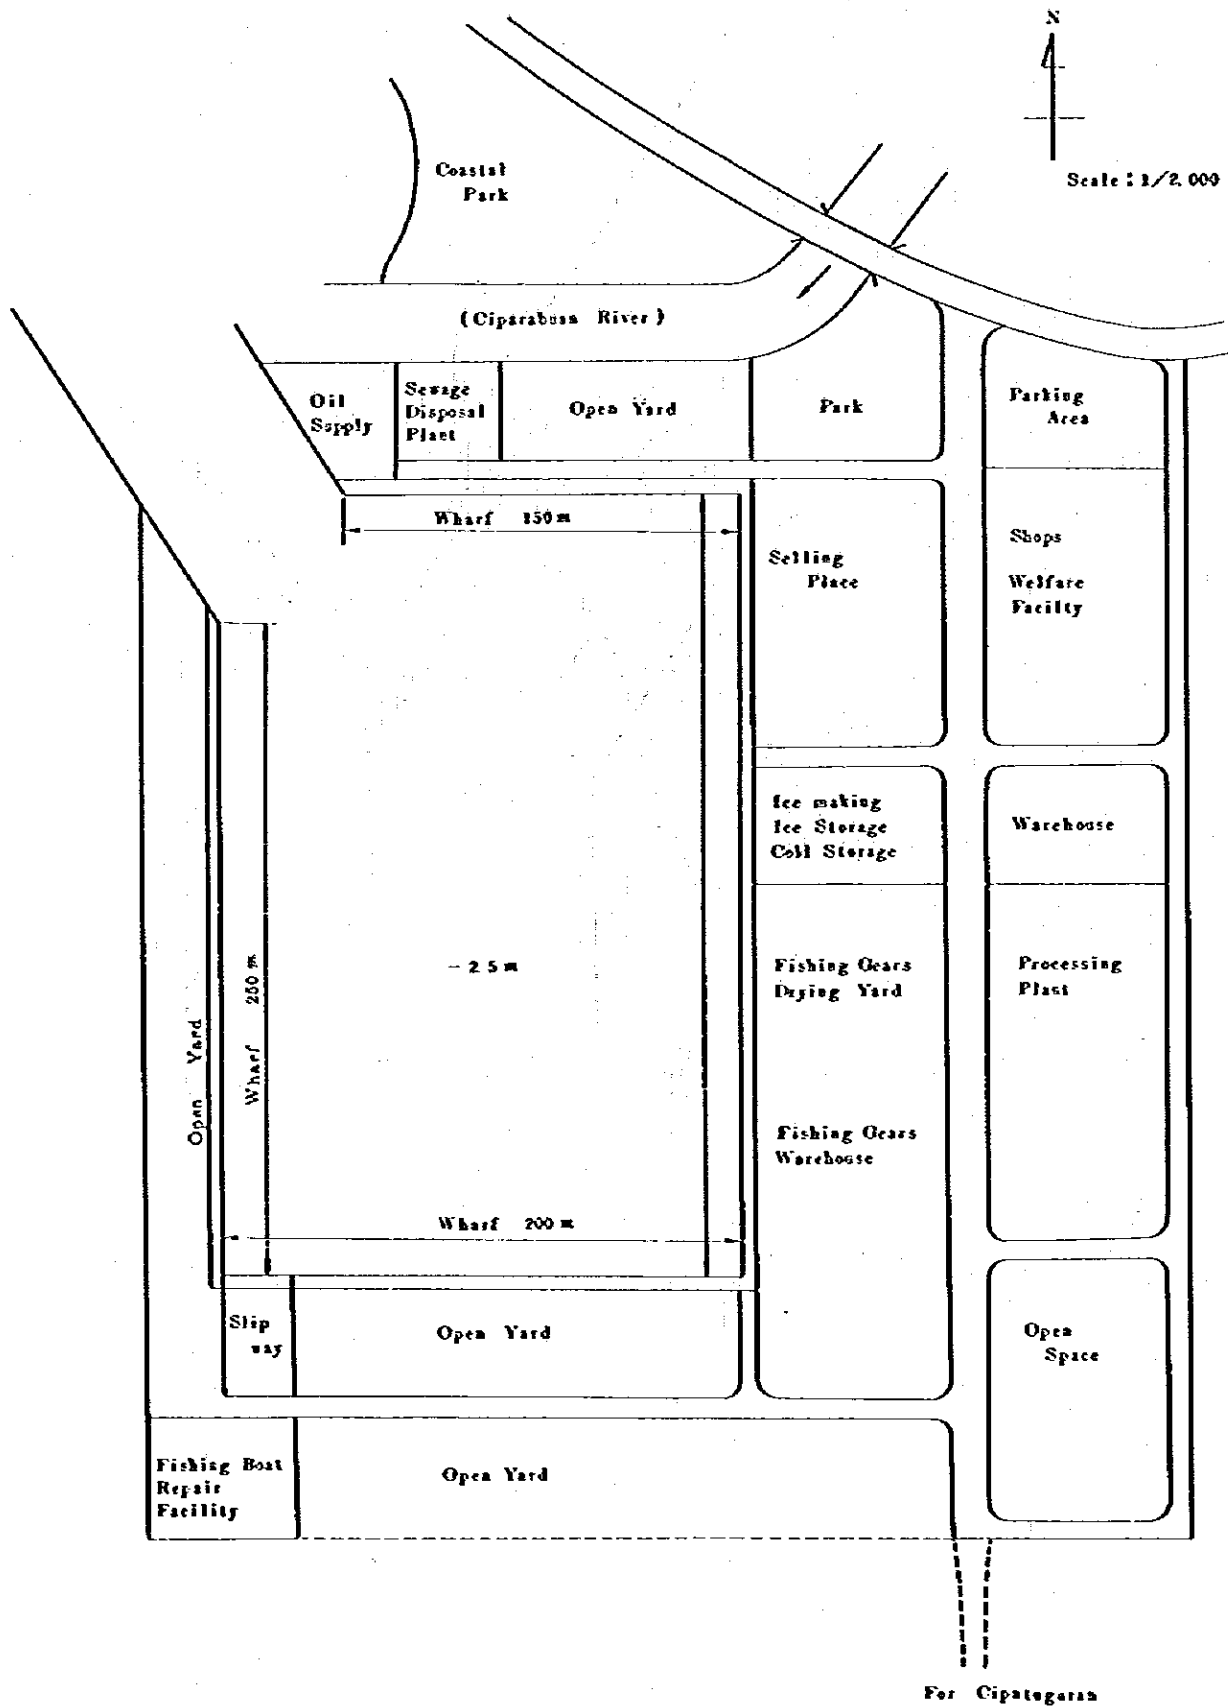 N
Scale : 1/2.000
Coastal
Park
(Ciparabuan River)
Oil
Supply
Sewage
Disposal
Plant
Open Yard
Park
Parking
Area
Wharf 150 m
Selling
Place
Shops
Welfare
Facilty
Ice making
Ice Storage
Cold Storage
Warehouse
Open Yard
Wharf 250 m
- 2.5 m
Fishing Gears
Drying Yard
Processing
Plant
Fishing Gears
Warehouse
Wharf 200 m
Slip
way
Open Yard
Open
Space
Fishing Boat
Repair
Facility
Open Yard
For Cipatugaran